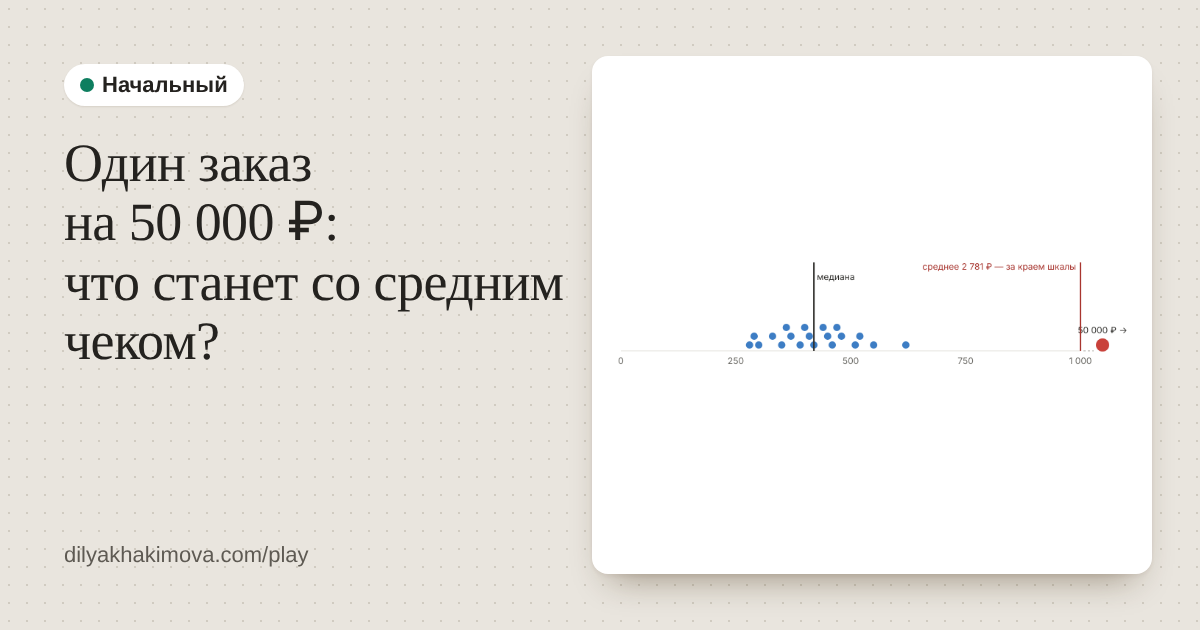 Начальный
Один заказ
на 50 000 ₽:
что станет со средним
чеком?
dilyakhakimova.com/play
среднее 2 781 ₽ — за краем шкалы
медиана
50 000 ₽ →
0 250 500 750 1 000